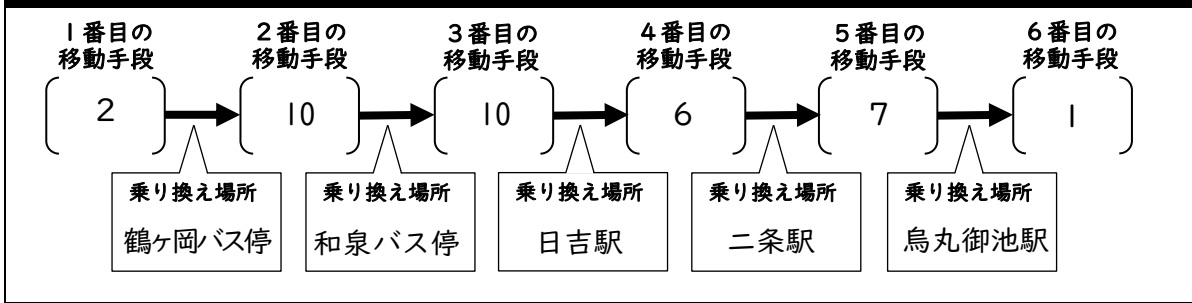 1番目の
移動手段
2番目の
移動手段
3番目の
移動手段
4番目の
移動手段
5番目の
移動手段
6番目の
移動手段
2
10
10
6
7
1
乗り換え場所
鶴ヶ岡バス停
乗り換え場所
和泉バス停
乗り換え場所
日吉駅
乗り換え場所
二条駅
乗り換え場所
烏丸御池駅